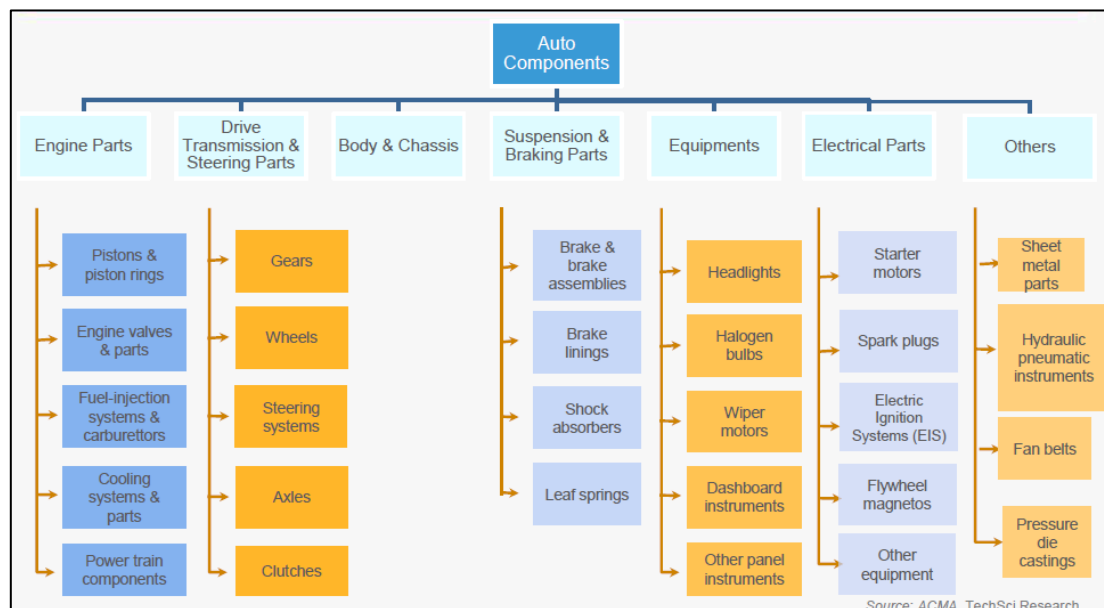 Auto
Components
Engine Parts
Drive
Transmission &
Steering Parts
Body & Chassis
Suspension &
Braking Parts
Equipments
Electrical Parts
Others
Pistons &
piston rings
Engine valves
& parts
Fuel-injection
systems &
carburettors
Cooling
systems &
parts
Power train
components
Gears
Wheels
Steering
systems
Axles
Clutches
Brake &
brake
assemblies
Brake
linings
Shock
absorbers
Leaf springs
Headlights
Halogen
bulbs
Wiper
motors
Dashboard
instruments
Other panel
instruments
Starter
motors
Spark plugs
Electric
Ignition
Systems (EIS)
Flywheel
magnetos
Other
equipment
Sheet
metal
parts
Hydraulic
pneumatic
instruments
Fan belts
Pressure
die
castings
Source: ACMA, TechSci Research